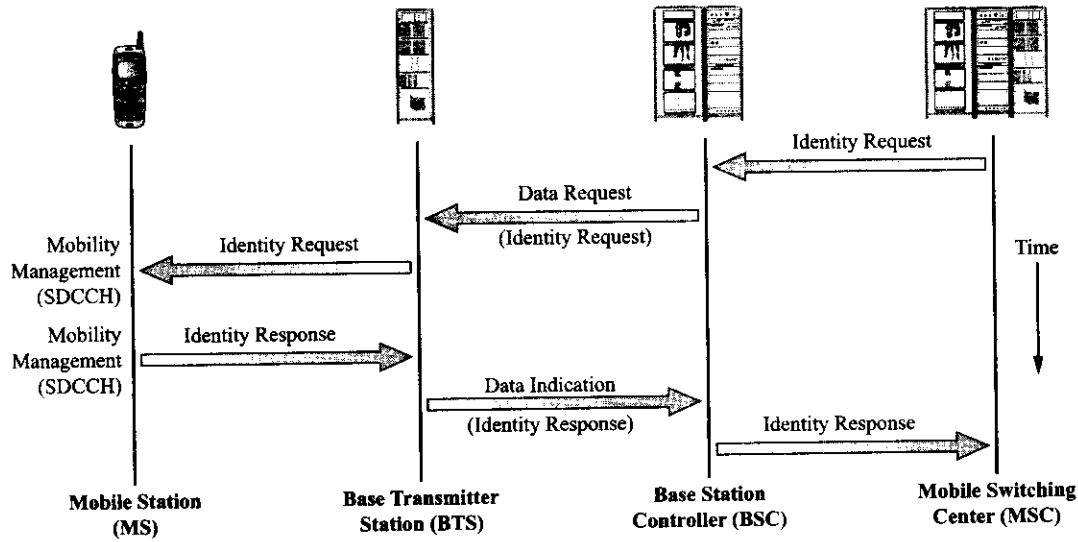 Identity Request
Data Request
(Identity Request)
Mobility
Management
(SDCCH)
Identity Request
Time
Mobility
Management
(SDCCH)
Identity Response
Data Indication
(Identity Response)
Identity Response
Mobile Station
(MS)
Base Transmitter
Station (BTS)
Base Station
Controller (BSC)
Mobile Switching
Center (MSC)